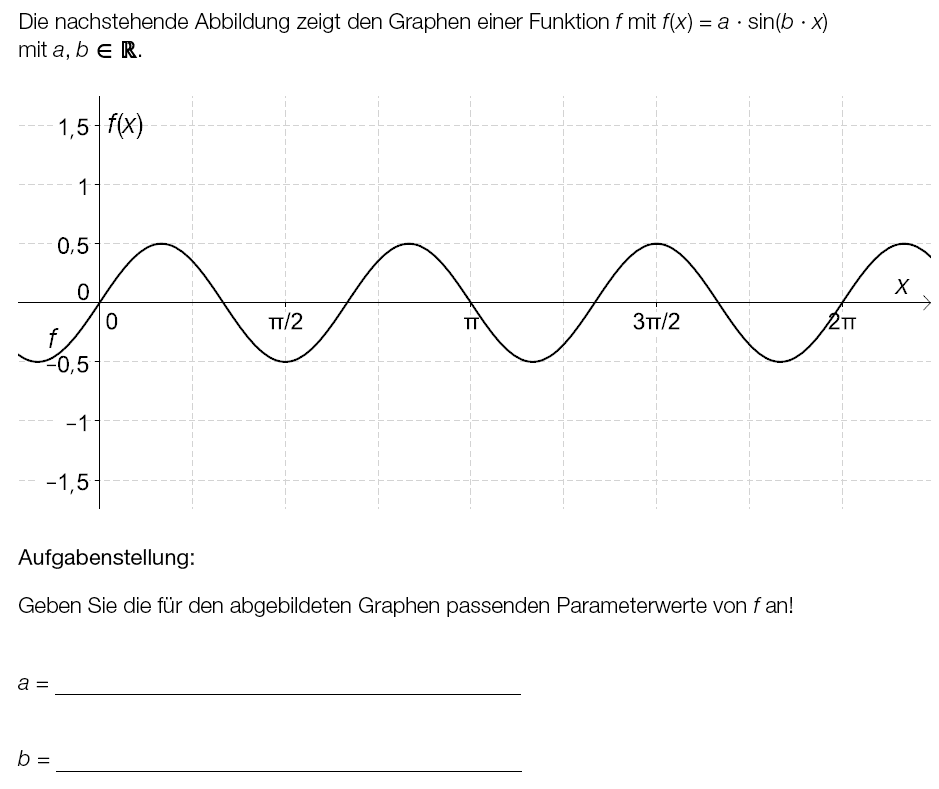 Die nachstehende Abbildung zeigt den Graphen einer Funktion f mit f(x) = a · sin(b · x)
mit a, b ∈ ℝ.
1,5
f(x)
1
0,5
0
x
f
0
π/2
π
3π/2
2π
−0,5
−1
−1,5
Aufgabenstellung:
Geben Sie die für den abgebildeten Graphen passenden Parameterwerte von f an!
a =
b =